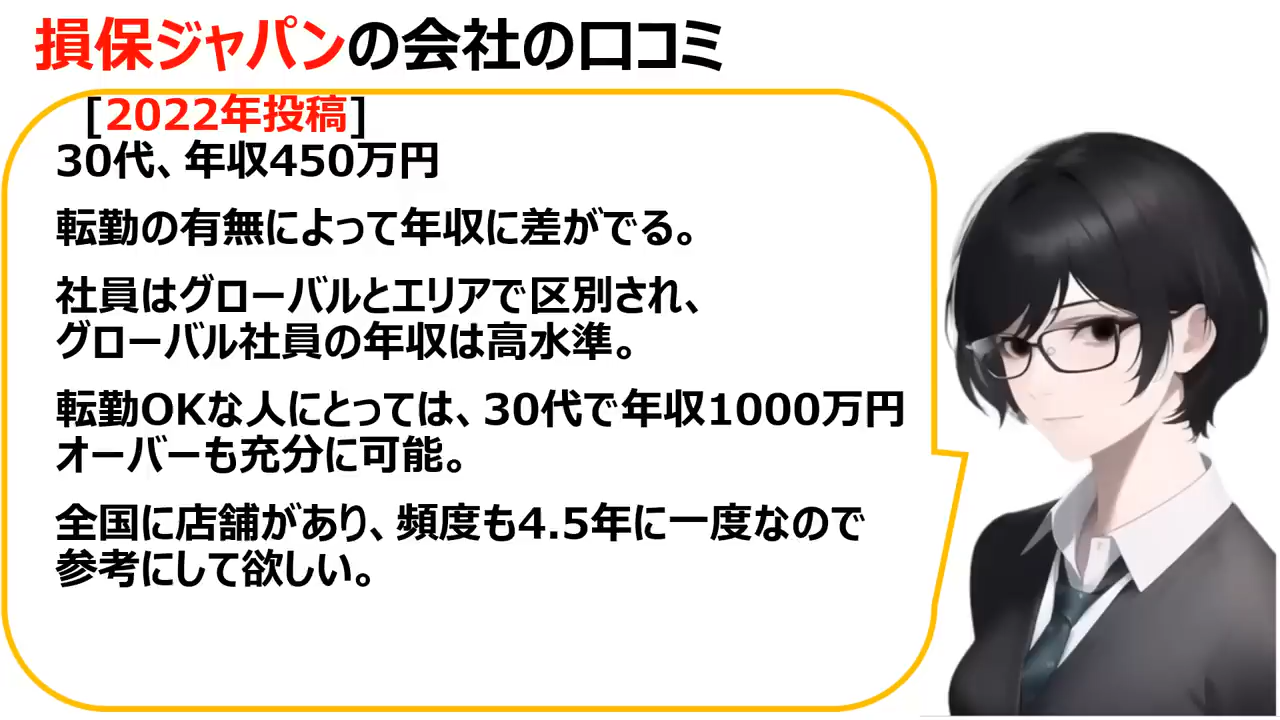 損保ジャパンの会社の口コミ
[2022年投稿]
30代、年収450万円
転勤の有無によって年収に差がでる。
社員はグローバルとエリアで区別され、
グローバル社員の年収は高水準。
転勤OKな人にとっては、30代で年収1000万円
オーバーも充分に可能。
全国に店舗があり、頻度も4.5年に一度なので
参考にして欲しい。